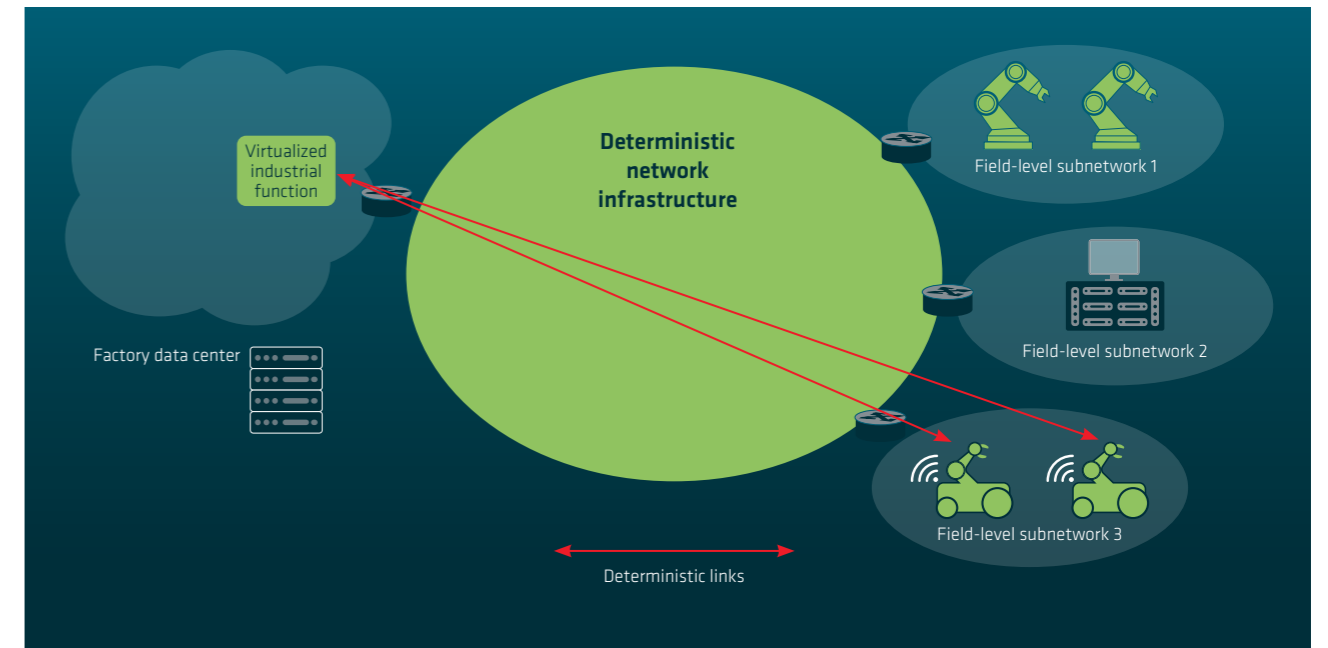 Deterministic
network
infrastructure
Virtualized
industrial
function
Field-level subnetwork 1
Field-level subnetwork 2
Factory data center
Field-level subnetwork 3
Deterministic links